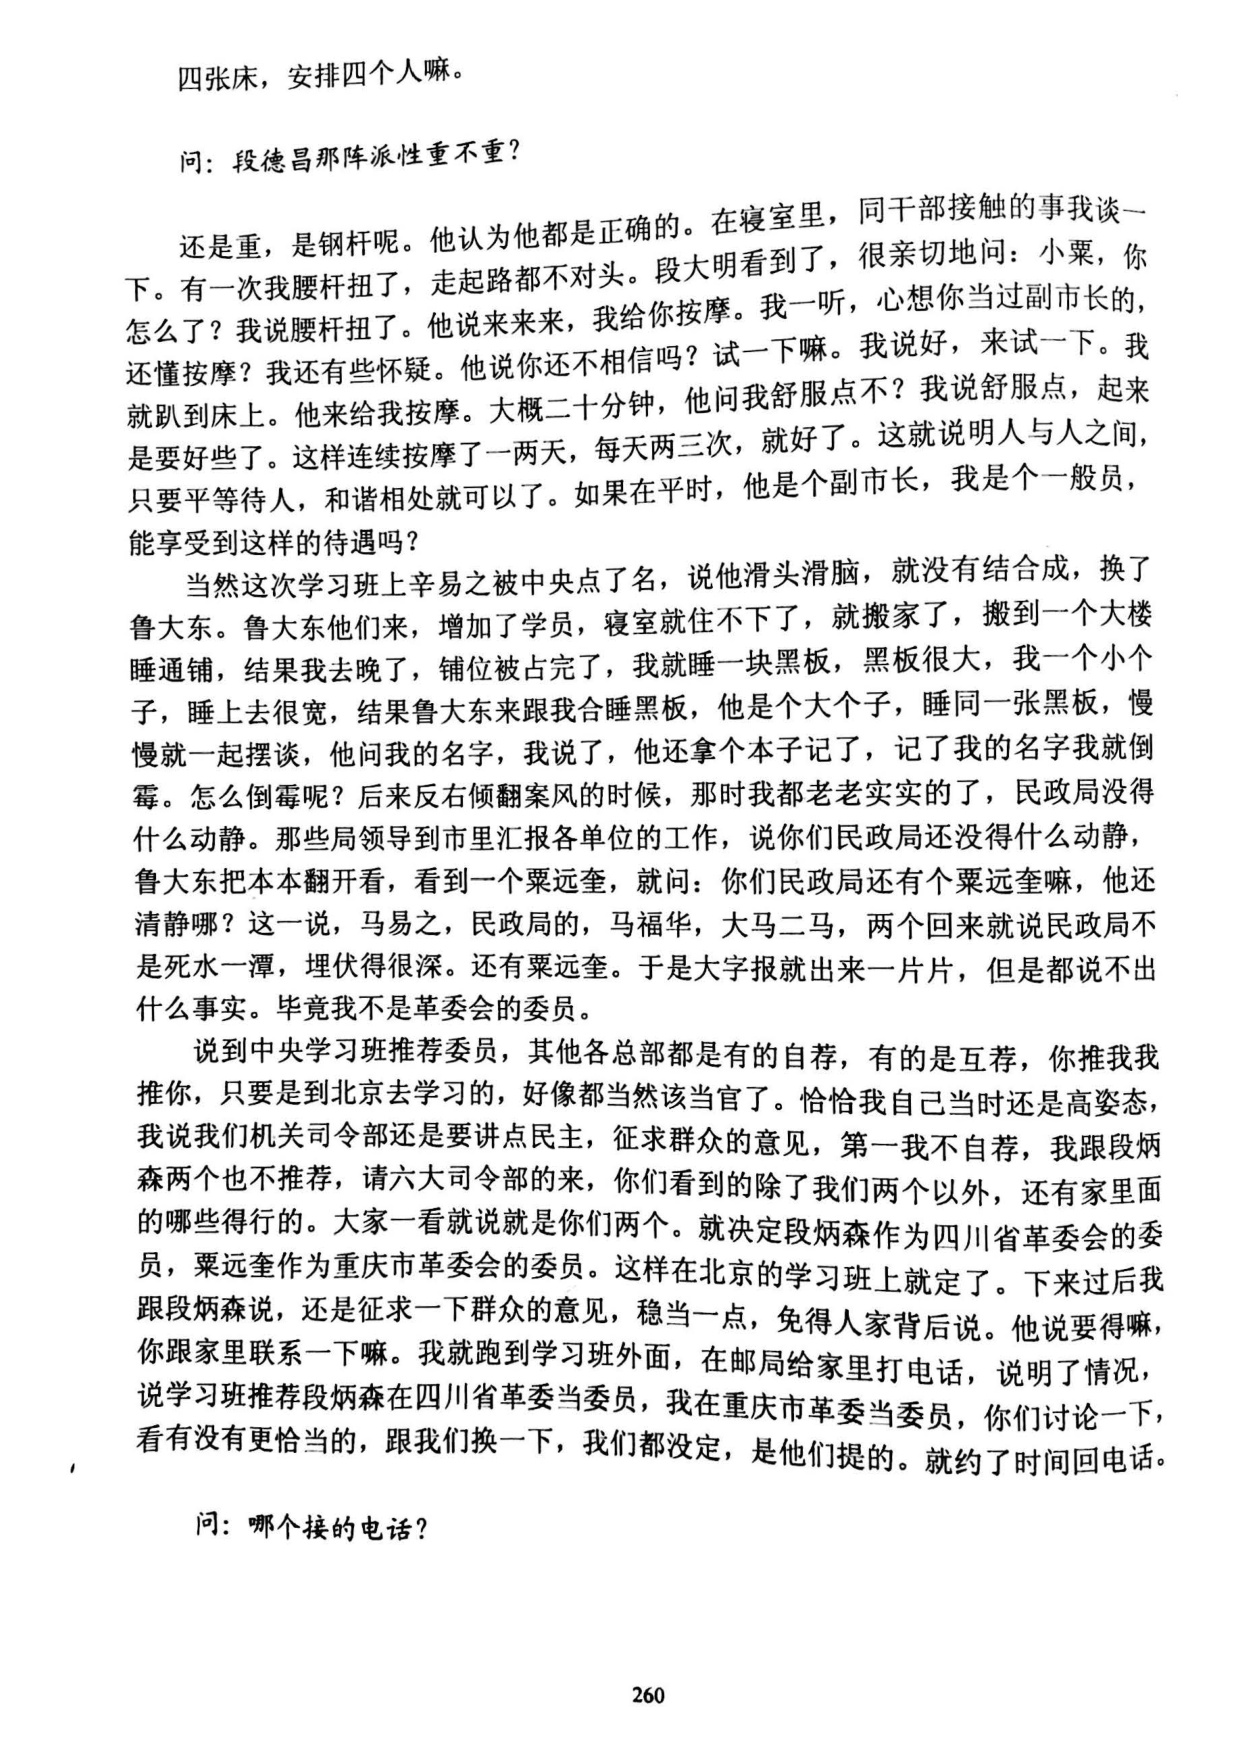 四张床，安排四个人嘛。
问：段德昌那阵派性重不重？
还是重，是钢杆呢。他认为他都是正确的。在寝室里，同干部接触的事我谈一
下。有一次我腰杆扭了，走起路都不对头。段大明看到了，很亲切地问：小粟，你
怎么了？我说腰杆扭了。他说来来来，我给你按摩。我一听，心想你当过副市长的，
还懂按摩？我还有些怀疑。他说你还不相信吗？试一下嘛。我说好，来试一下。我
就趴到床上。他来给我按摩。大概二十分钟，他问我舒服点不？我说舒服点，起来
是要好些了。这样连续按摩了一两天，每天两三次，就好了。这就说明人与人之间，
只要平等待人，和谐相处就可以了。如果在平时，他是个副市长，我是个一般员，
能享受到这样的待遇吗？
当然这次学习班上辛易之被中央点了名，说他滑头滑脑，就没有结合成，换了
鲁大东。鲁大东他们来，增加了学员，寝室就住不下了，就搬家了，搬到一个大楼
睡通铺，结果我去晚了，铺位被占完了，我就睡一块黑板，黑板很大，我一个小个
子，睡上去很宽，结果鲁大东来跟我合睡黑板，他是个大个子，睡同一张黑板，慢
慢就一起摆谈，他问我的名字，我说了，他还拿个本子记了，记了我的名字我就倒
霉。怎么倒霉呢？后来反右倾翻案风的时候，那时我都老老实实的了，民政局没得
什么动静。那些局领导到市里汇报各单位的工作，说你们民政局还没得什么动静，
鲁大东把本本翻开看，看到一个粟远奎，就问：你们民政局还有个粟远奎嘛，他还
清静哪？这一说，马易之，民政局的，马福华，大马二马，两个回来就说民政局不
是死水一潭，埋伏得很深。还有粟远奎。于是大字报就出来一片片，但是都说不出
什么事实。毕竟我不是革委会的委员。
说到中央学习班推荐委员，其他各总部都是有的自荐，有的是互荐，你推我我
推你，只要是到北京去学习的，好像都当然该当官了。恰恰我自己当时还是高姿态，
我说我们机关司令部还是要讲点民主，征求群众的意见，第一我不自荐，我跟段炳
森两个也不推荐，请六大司令部的来，你们看到的除了我们两个以外，还有家里面
的哪些得行的。大家一看就说就是你们两个。就决定段炳森作为四川省革委会的委
员，粟远奎作为重庆市革委会的委员。这样在北京的学习班上就定了。下来过后我
跟段炳森说，还是征求一下群众的意见，稳当一点，免得人家背后说。他说要得嘛，
你跟家里联系一下嘛。我就跑到学习班外面，在邮局给家里打电话，说明了情况，
说学习班推荐段炳森在四川省革委当委员，我在重庆市革委当委员，你们讨论一下，
看有没有更恰当的，跟我们换一下，我们都没定，是他们提的。就约了时间回电话。
问：哪个接的电话？
260